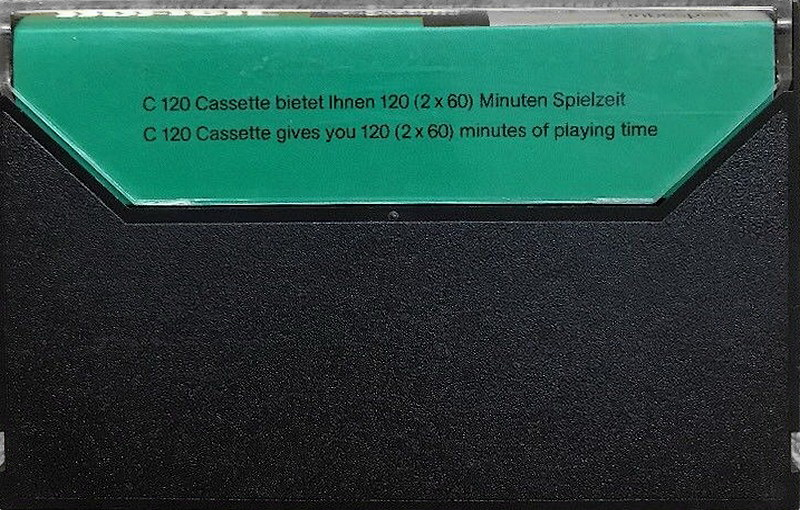 C 120 Cassette bietet Ihnen 120 (2 x 60) Minuten Spielzeit
C 120 Cassette gives you 120 (2 x 60) minutes of playing time